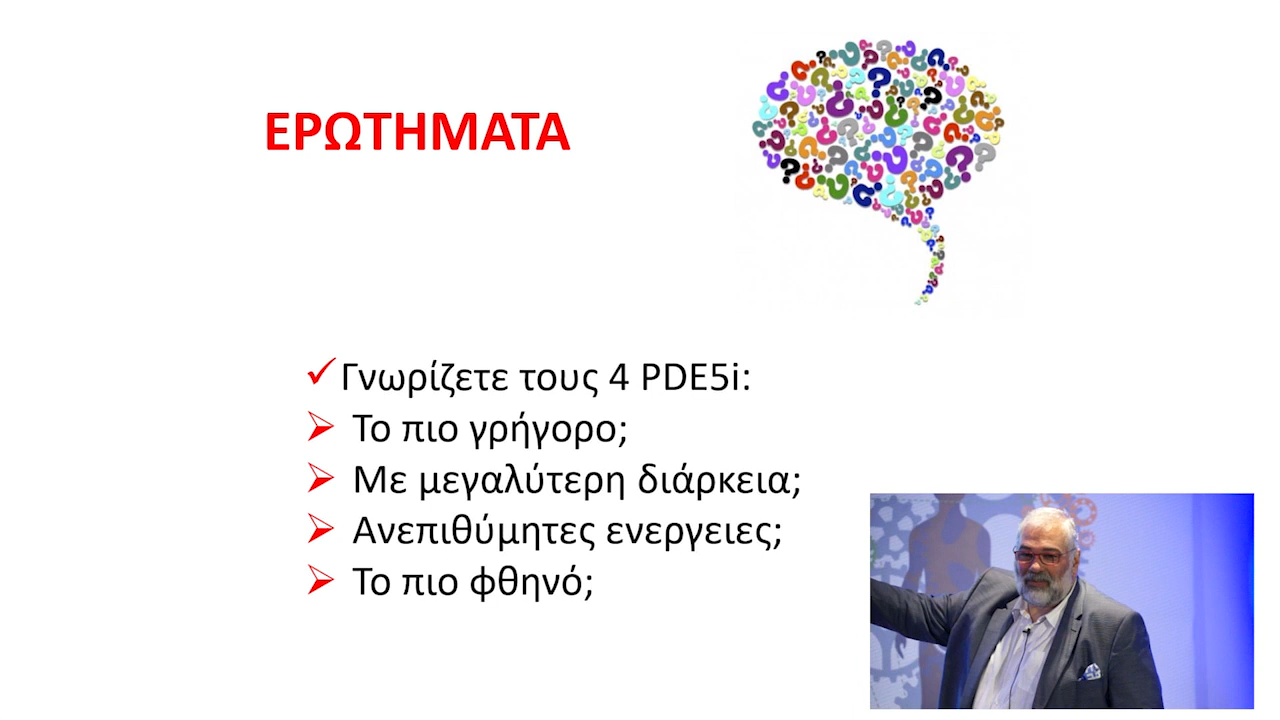 ΕΡΩΤΗΜΑΤΑ
Γνωρίζετε τους 4 PDE5i:
Το πιο γρήγορο;
Με μεγαλύτερη διάρκεια;
Ανεπιθύμητες ενεργειες;
Το πιο φθηνό;